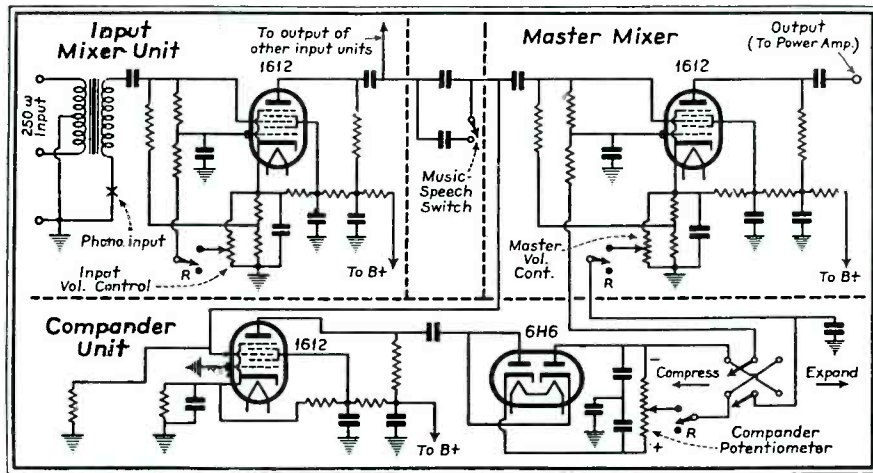 Input
Mixer Unit
To output of
other input units
Master Mixer
Output
(To Power Amp.)
1612
1612
250 ω
Input
Music-
Speech
Switch
Phono. input
Input
Vol. Control
R
To B+
Master
Vol.
Cont.
R
To B+
Compander
Unit
1612
6H6
To B+
-
Compress
Expand
R
+
Compander
Potentiometer